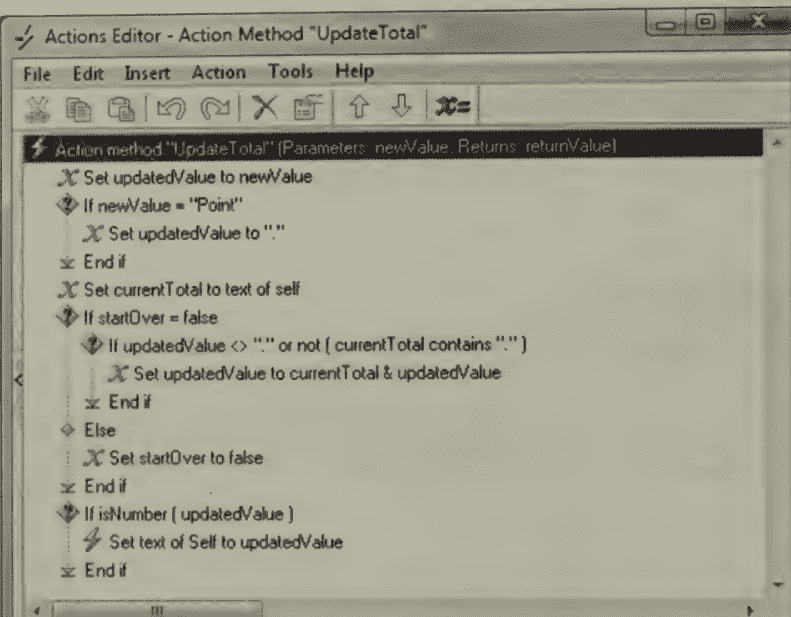 Actions Editor - Action Method "UpdateTotal"
File Edit Insert Action Tools Help
X=
Action method "UpdateTotal" (Parameters: newValue, Returns: returnValue)
X Set updatedValue to newValue
? If newValue = "Point"
X Set updatedValue to "."
End if
X Set currentTotal to text of self
? If startOver = false
? If updatedValue <> "." or not ( currentTotal contains "." )
X Set updatedValue to currentTotal & updatedValue
End if
Else
X Set startOver to false
End if
? If isNumber ( updatedValue )
Set text of Self to updatedValue
End if